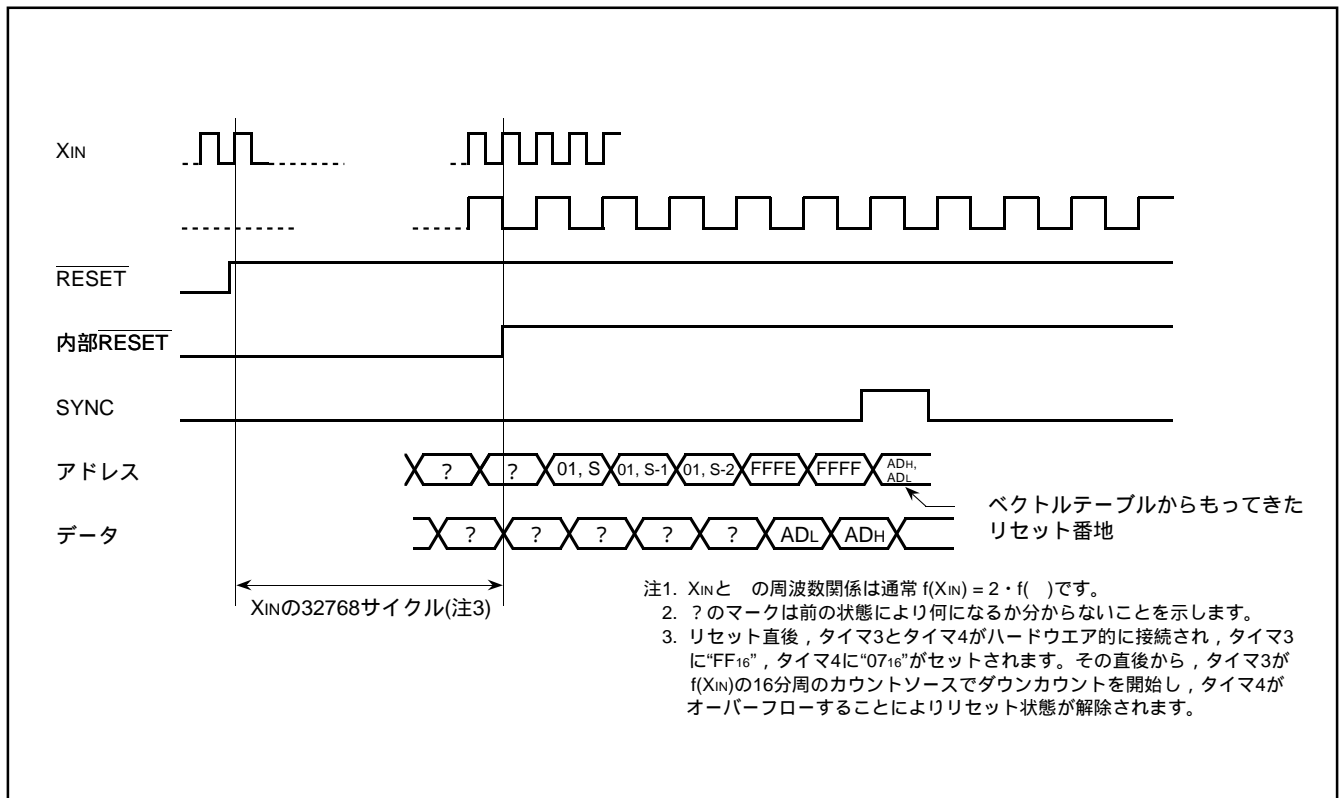 XIN
RESET
内部RESET
SYNC
アドレス
? ? 01, S 01, S-1 01, S-2 FFFE FFFF ADH, ADL
データ
? ? ? ? ? ADL ADH
ベクトルテーブルからもってきた
リセット番地
XINの32768サイクル(注3)
注1. XINと の周波数関係は通常 f(XIN) = 2・f( )です。
2. ?のマークは前の状態により何になるか分からないことを示します。
3. リセット直後,タイマ3とタイマ4がハードウエア的に接続され,タイマ3
に“FF16”,タイマ4に“0716”がセットされます。その直後から,タイマ3が
f(XIN)の16分周のカウントソースでダウンカウントを開始し,タイマ4が
オーバーフローすることによりリセット状態が解除されます。